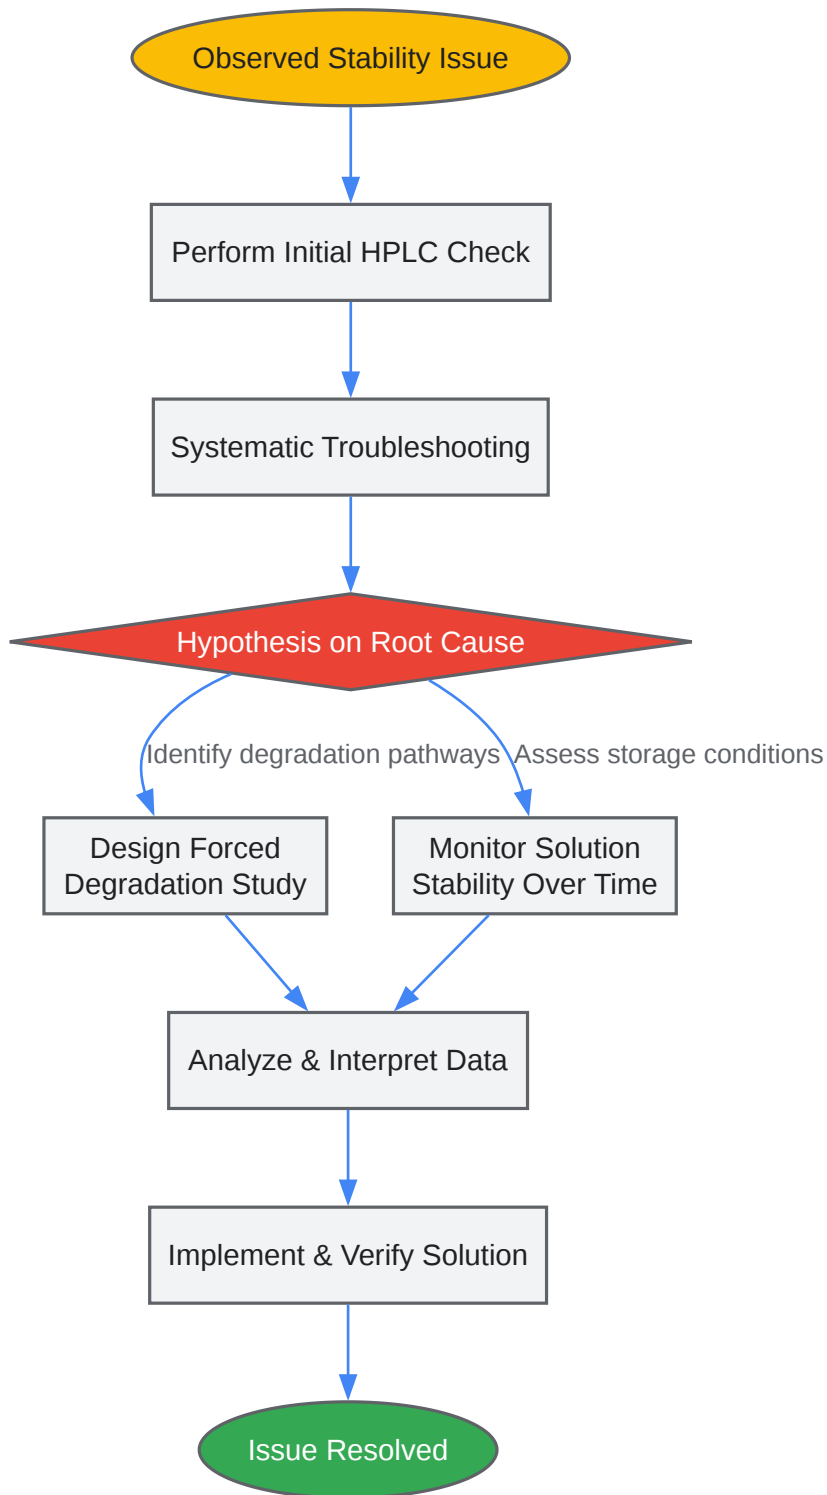 Observed Stability Issue
Perform Initial HPLC Check
Systematic Troubleshooting
Hypothesis on Root Cause
Identify degradation pathways
Assess storage conditions
Design Forced
Degradation Study
Monitor Solution
Stability Over Time
Analyze & Interpret Data
Implement & Verify Solution
Issue Resolved